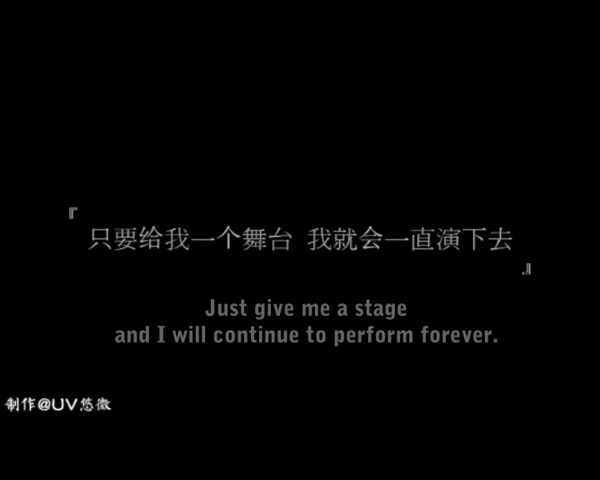 『
只要给我一个舞台 我就会一直演下去
』
Just give me a stage
and I will continue to perform forever.
制作@UV悠微